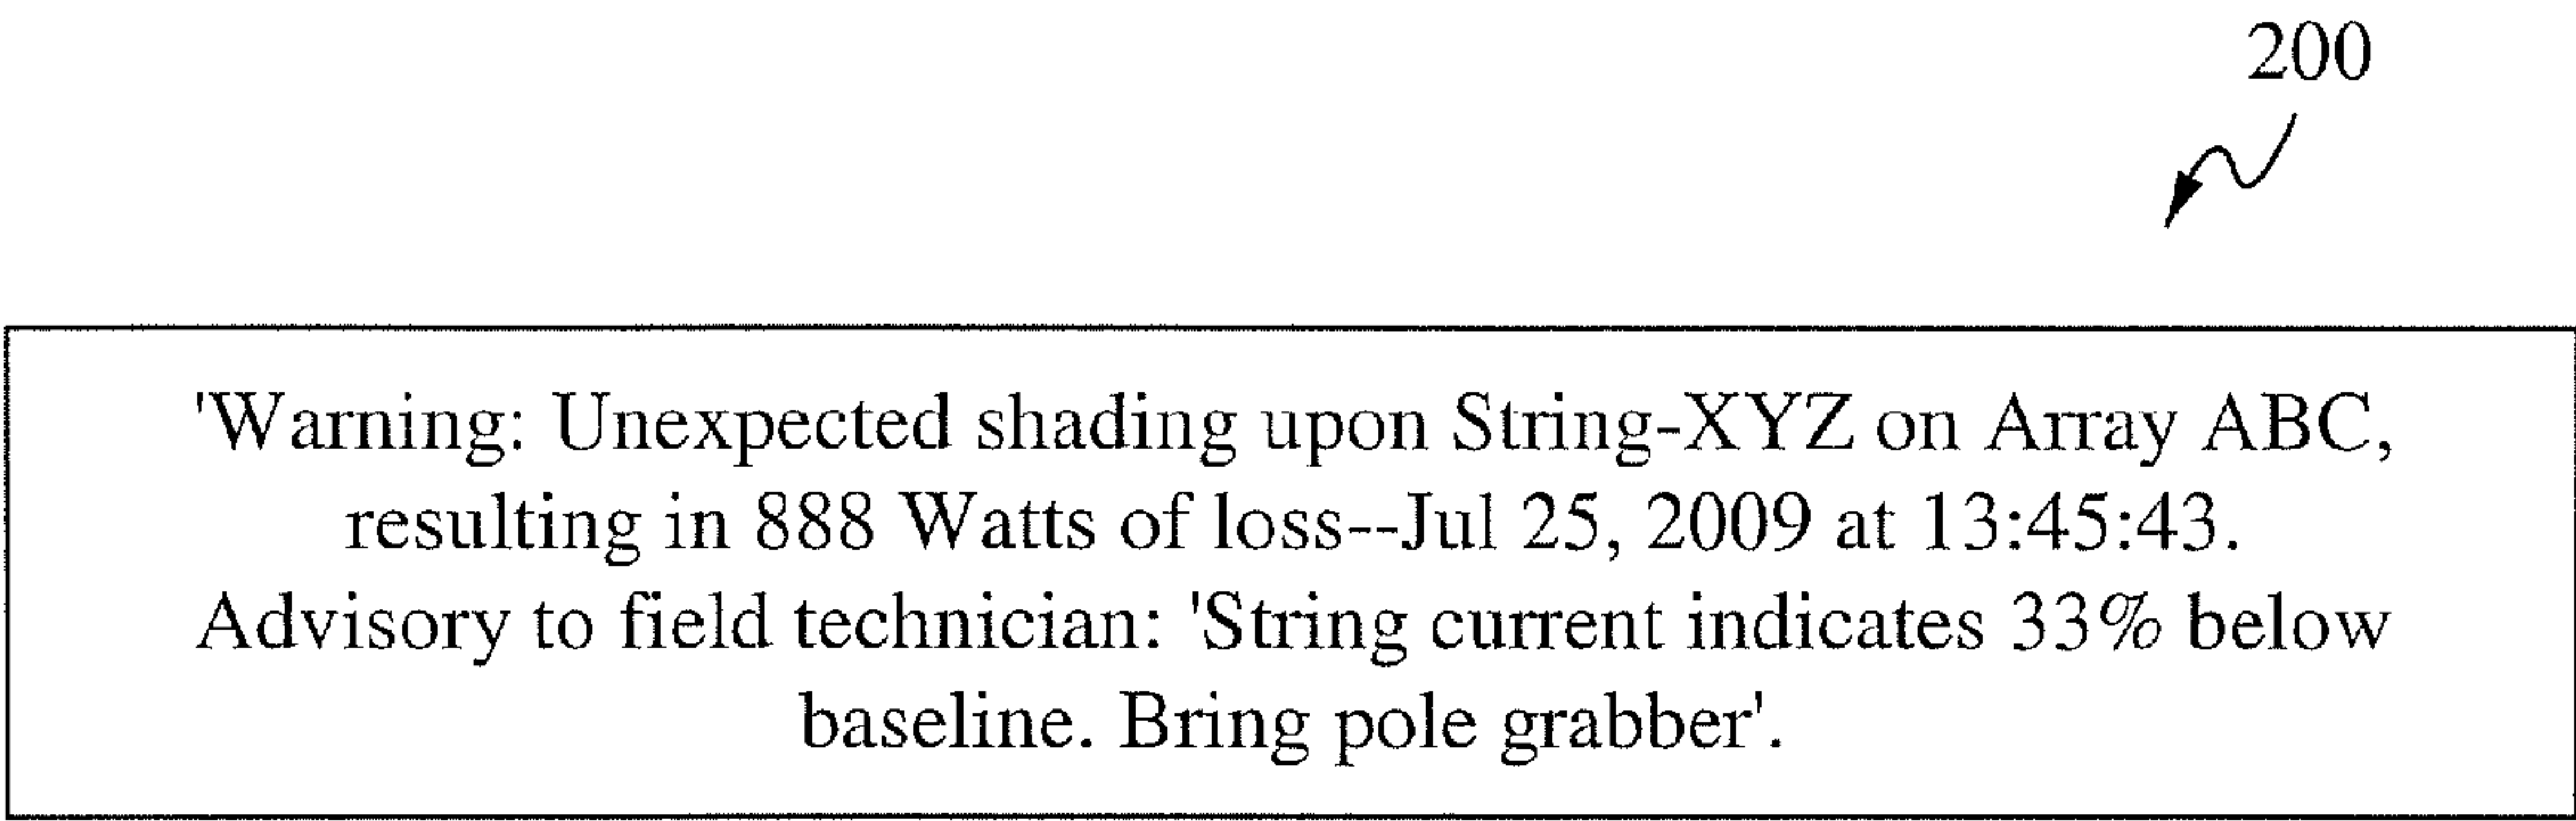 200
'Warning: Unexpected shading upon String-XYZ on Array ABC,
resulting in 888 Watts of loss--Jul 25, 2009 at 13:45:43.
Advisory to field technician: 'String current indicates 33% below
baseline. Bring pole grabber'.